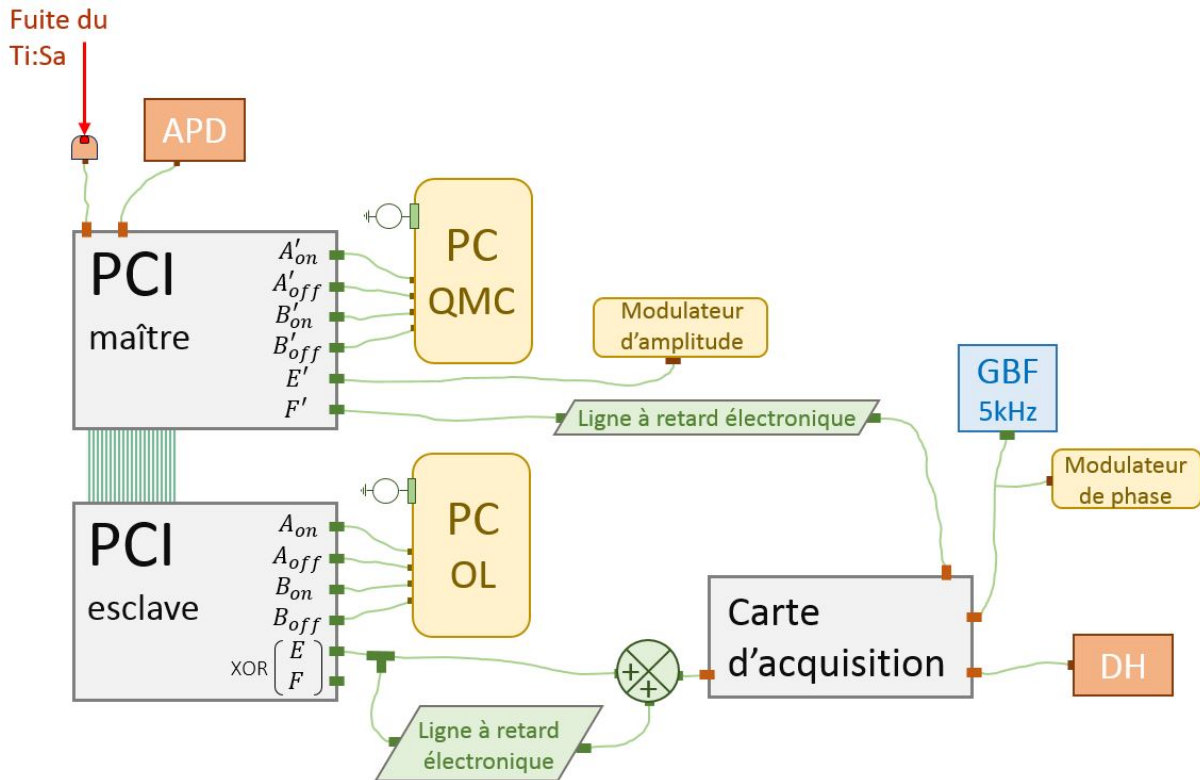 Fuite du
Ti:Sa
APD
PCI
maître
A'on
A'off
B'on
B'off
E'
F'
PC
QMC
Modulateur
d'amplitude
Ligne à retard électronique
GBF
5kHz
Modulateur
de phase
PCI
esclave
Aon
Aoff
Bon
Boff
XOR
E
F
PC
OL
+
+
Ligne à retard
électronique
Carte
d'acquisition
DH